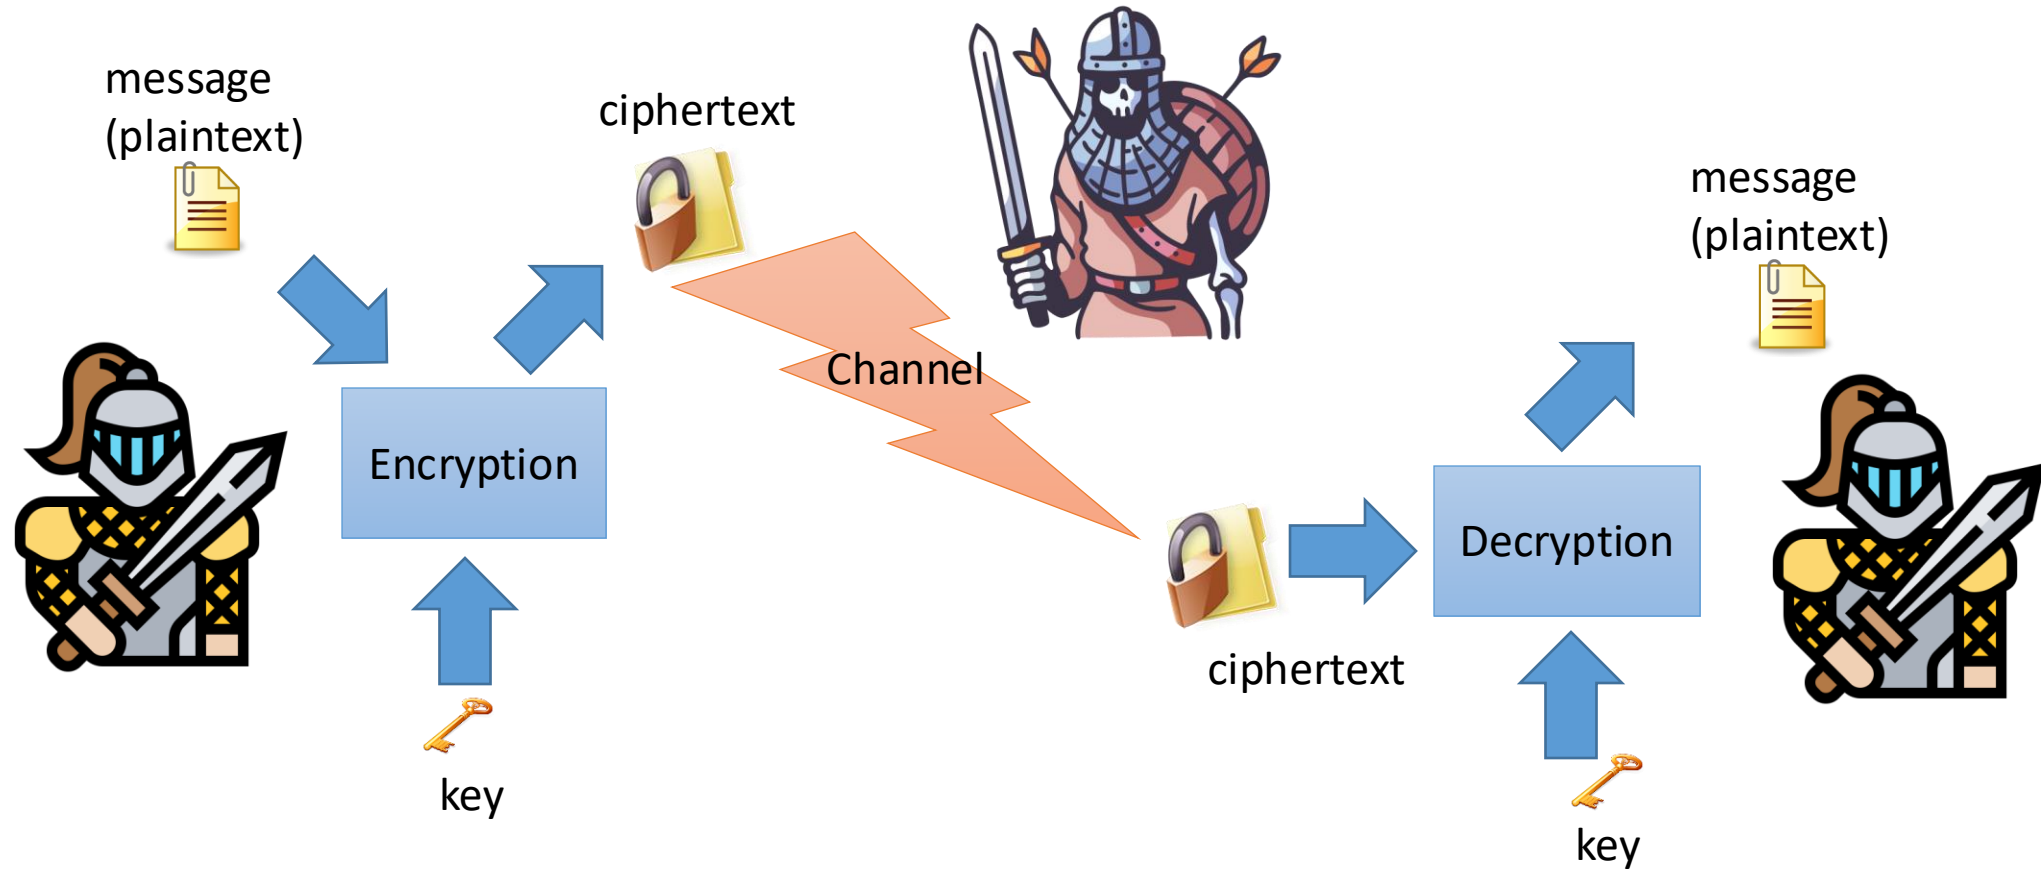 message
(plaintext)
ciphertext
Encryption
key
Channel
ciphertext
Decryption
key
message
(plaintext)